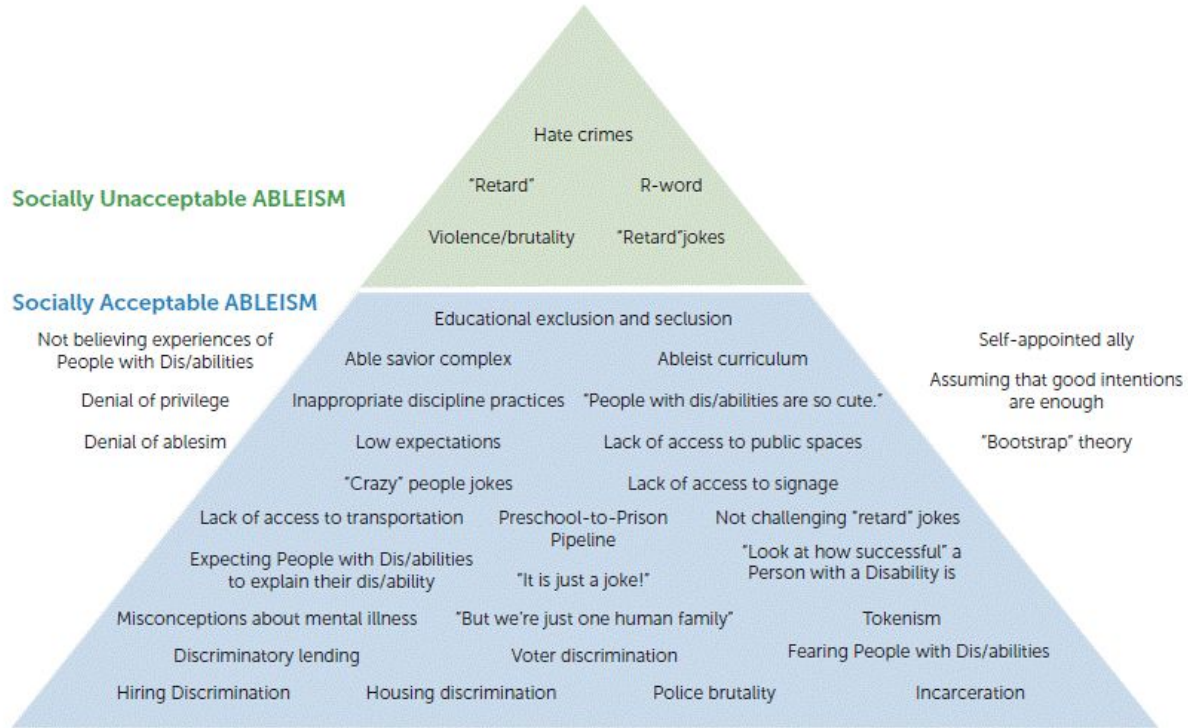 Hate crimes
"Retard" R-word
Socially Unacceptable ABLEISM
Violence/brutality "Retard"jokes
Socially Acceptable ABLEISM
Educational exclusion and seclusion
Not believing experiences of
People with Dis/abilities
Able savior complex Ableist curriculum
Self-appointed ally
Denial of privilege
Inappropriate discipline practices "People with dis/abilities are so cute."
Assuming that good intentions
are enough
Denial of ablesim
Low expectations Lack of access to public spaces
"Bootstrap" theory
"Crazy" people jokes Lack of access to signage
Lack of access to transportation
Preschool-to-Prison
Pipeline
Not challenging "retard" jokes
Expecting People with Dis/abilities
to explain their dis/ability
"It is just a joke!"
"Look at how successful" a
Person with a Disability is
Misconceptions about mental illness "But we're just one human family" Tokenism
Discriminatory lending Voter discrimination Fearing People with Dis/abilities
Hiring Discrimination Housing discrimination Police brutality Incarceration